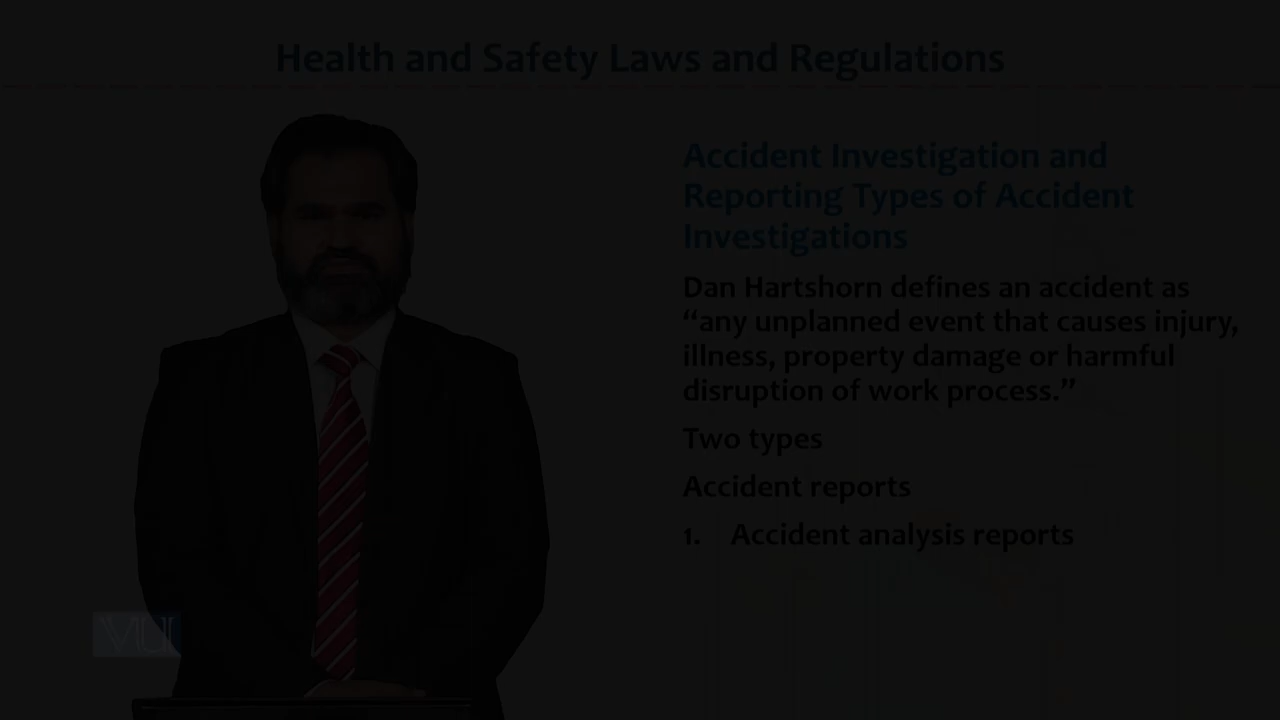 Health and Safety Laws and Regulations
Accident Investigation and
Reporting Types of Accident
Investigations
Dan Hartshorn defines an accident as
“any unplanned event that causes injury,
illness, property damage or harmful
disruption of work process.”
Two types
Accident reports
1. Accident analysis reports
VU